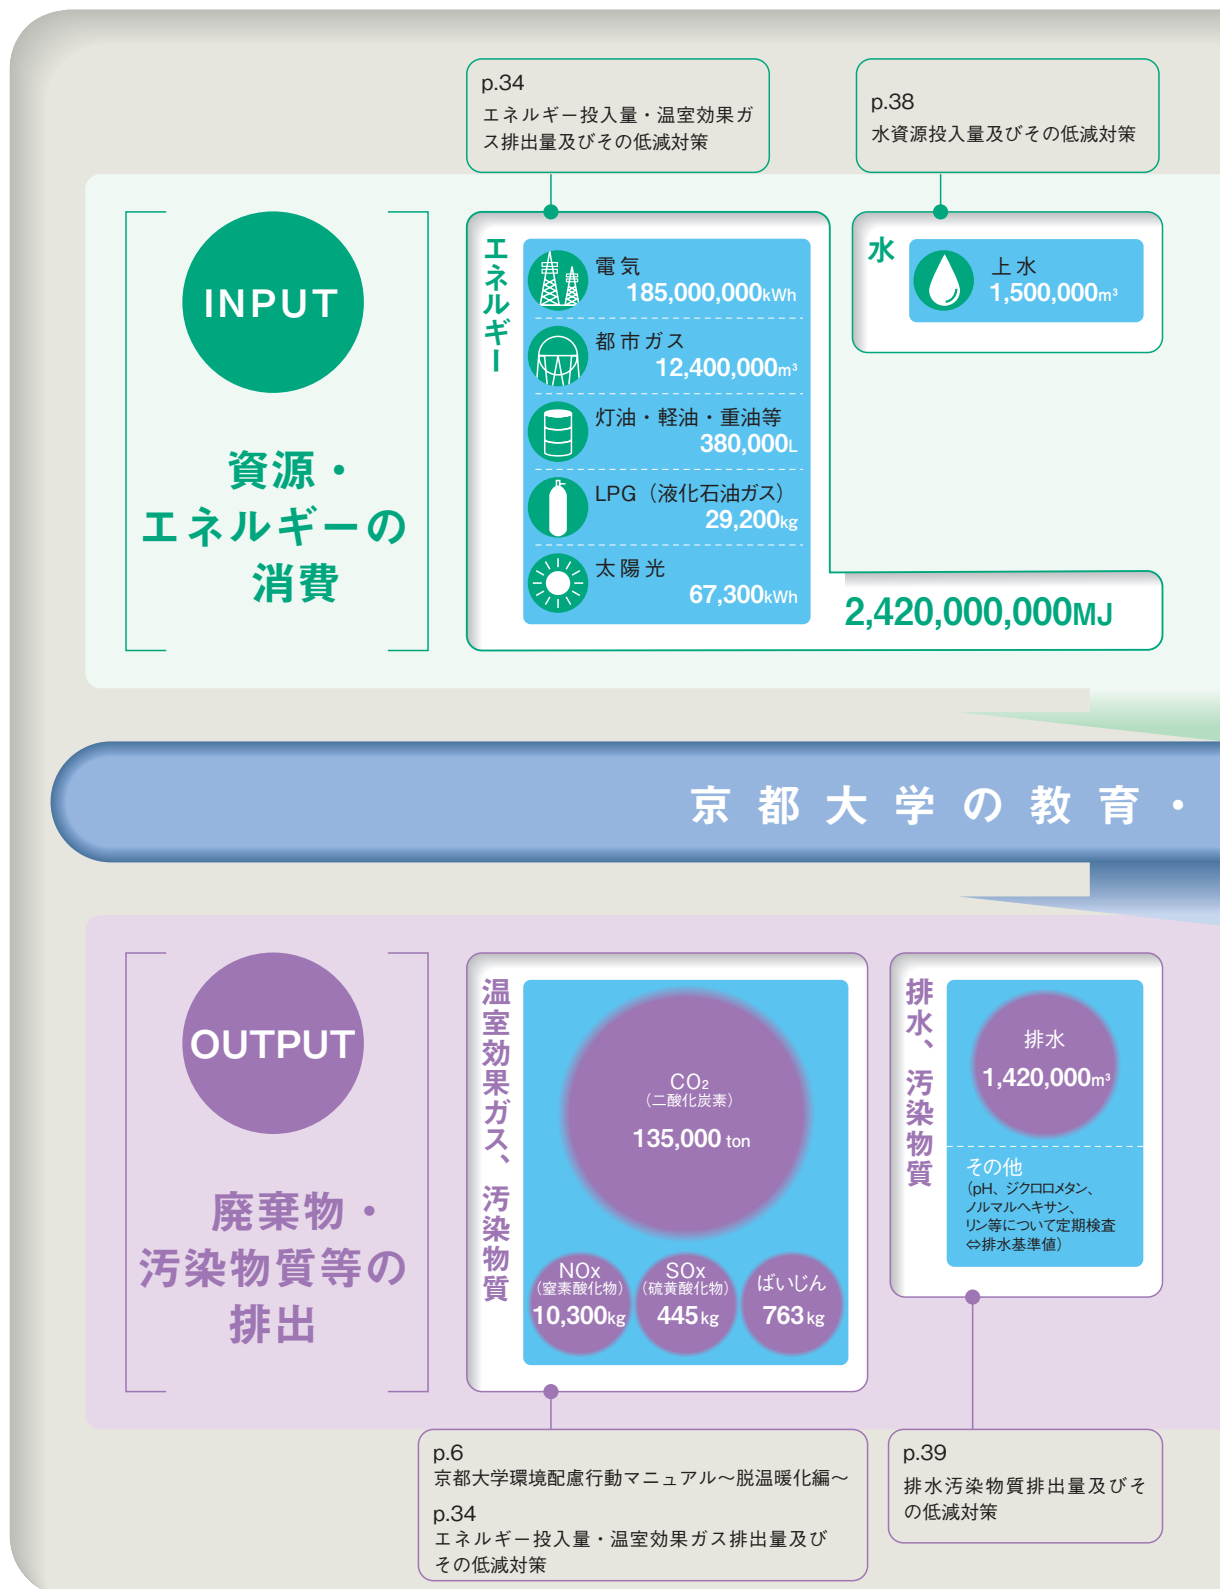 p.34
エネルギー投入量・温室効果ガ
ス排出量及びその低減対策
p.38
水資源投入量及びその低減対策
INPUT
資源・
エネルギーの
消費
エネルギー
電気
185,000,000kWh
都市ガス
12,400,000m³
灯油・軽油・重油等
380,000L
LPG（液化石油ガス）
29,200kg
太陽光
67,300kWh
2,420,000,000MJ
水
上水
1,500,000m³
京都大学の教育・
OUTPUT
廃棄物・
汚染物質等の
排出
温室効果ガス、汚染物質
CO₂
（二酸化炭素）
135,000 ton
NOx
（窒素酸化物）
10,300kg
SOx
（硫黄酸化物）
445kg
ばいじん
763kg
排水、汚染物質
排水
1,420,000m³
その他
（pH、ジクロロメタン、
ノルマルヘキサン、
リン等について定期検査
⇔排水基準値）
p.6
京都大学環境配慮行動マニュアル〜脱温暖化編〜
p.34
エネルギー投入量・温室効果ガス排出量及び
その低減対策
p.39
排水汚染物質排出量及びそ
の低減対策